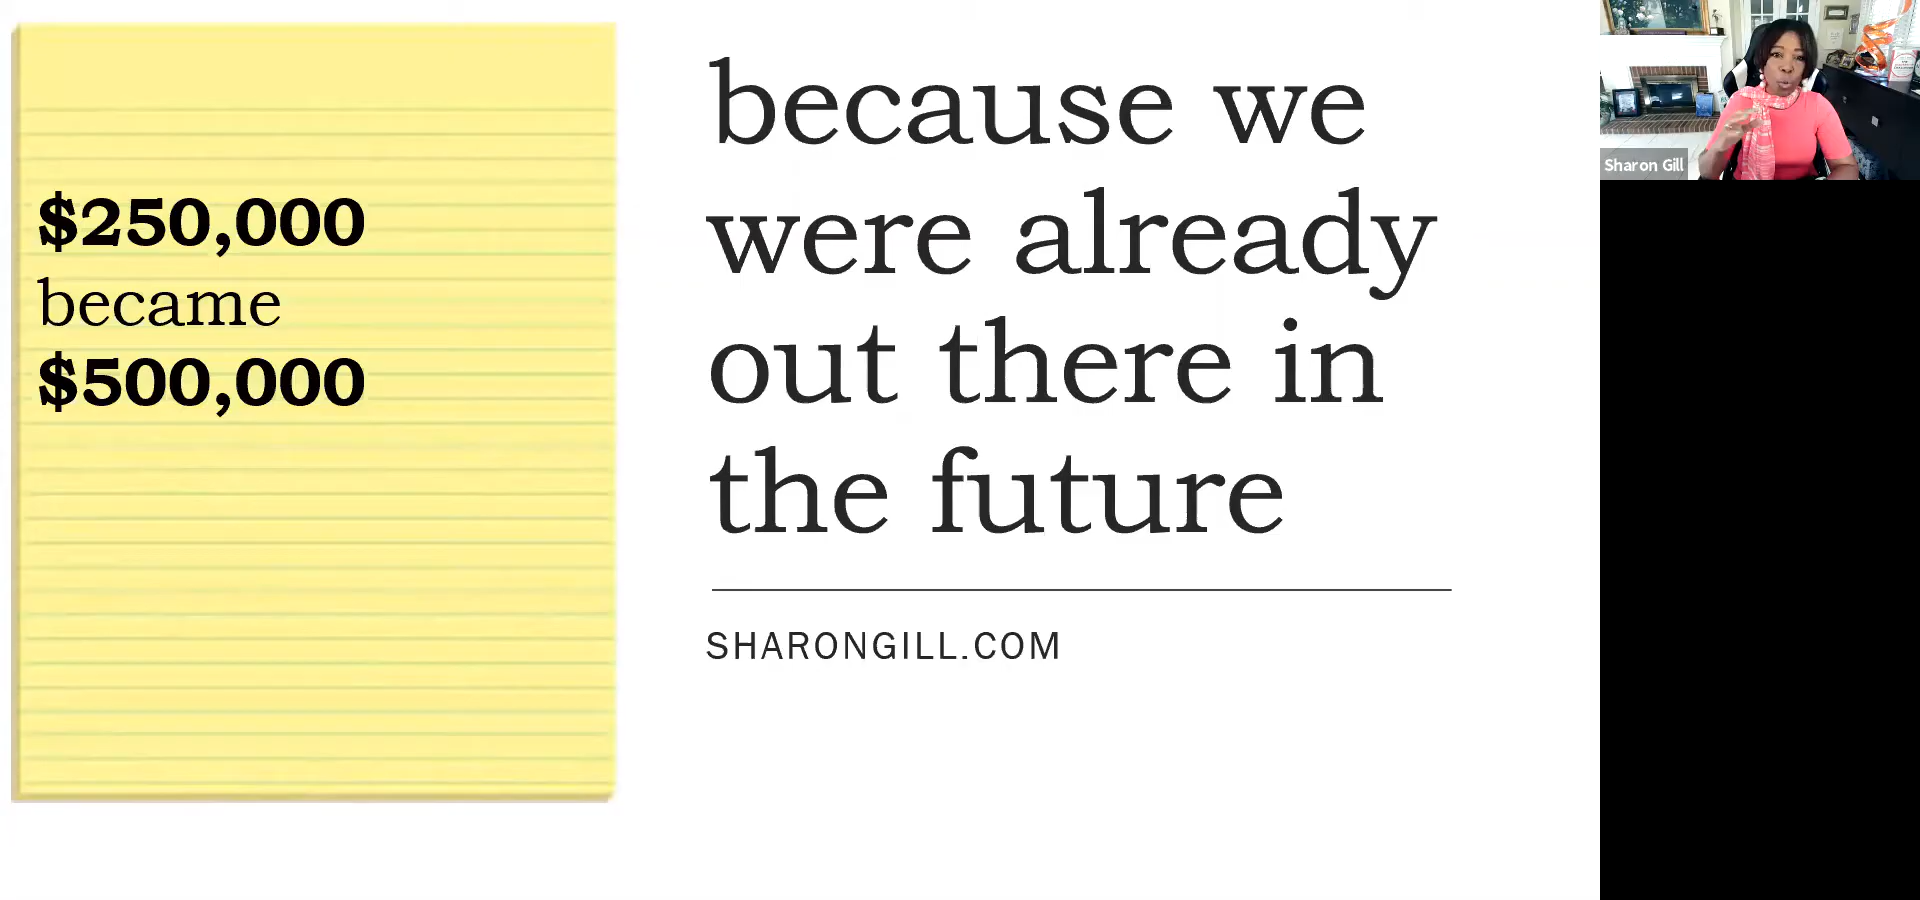 $250,000
became
$500,000
because we
were already
out there in
the future
SHARONGILL.COM
Sharon Gill